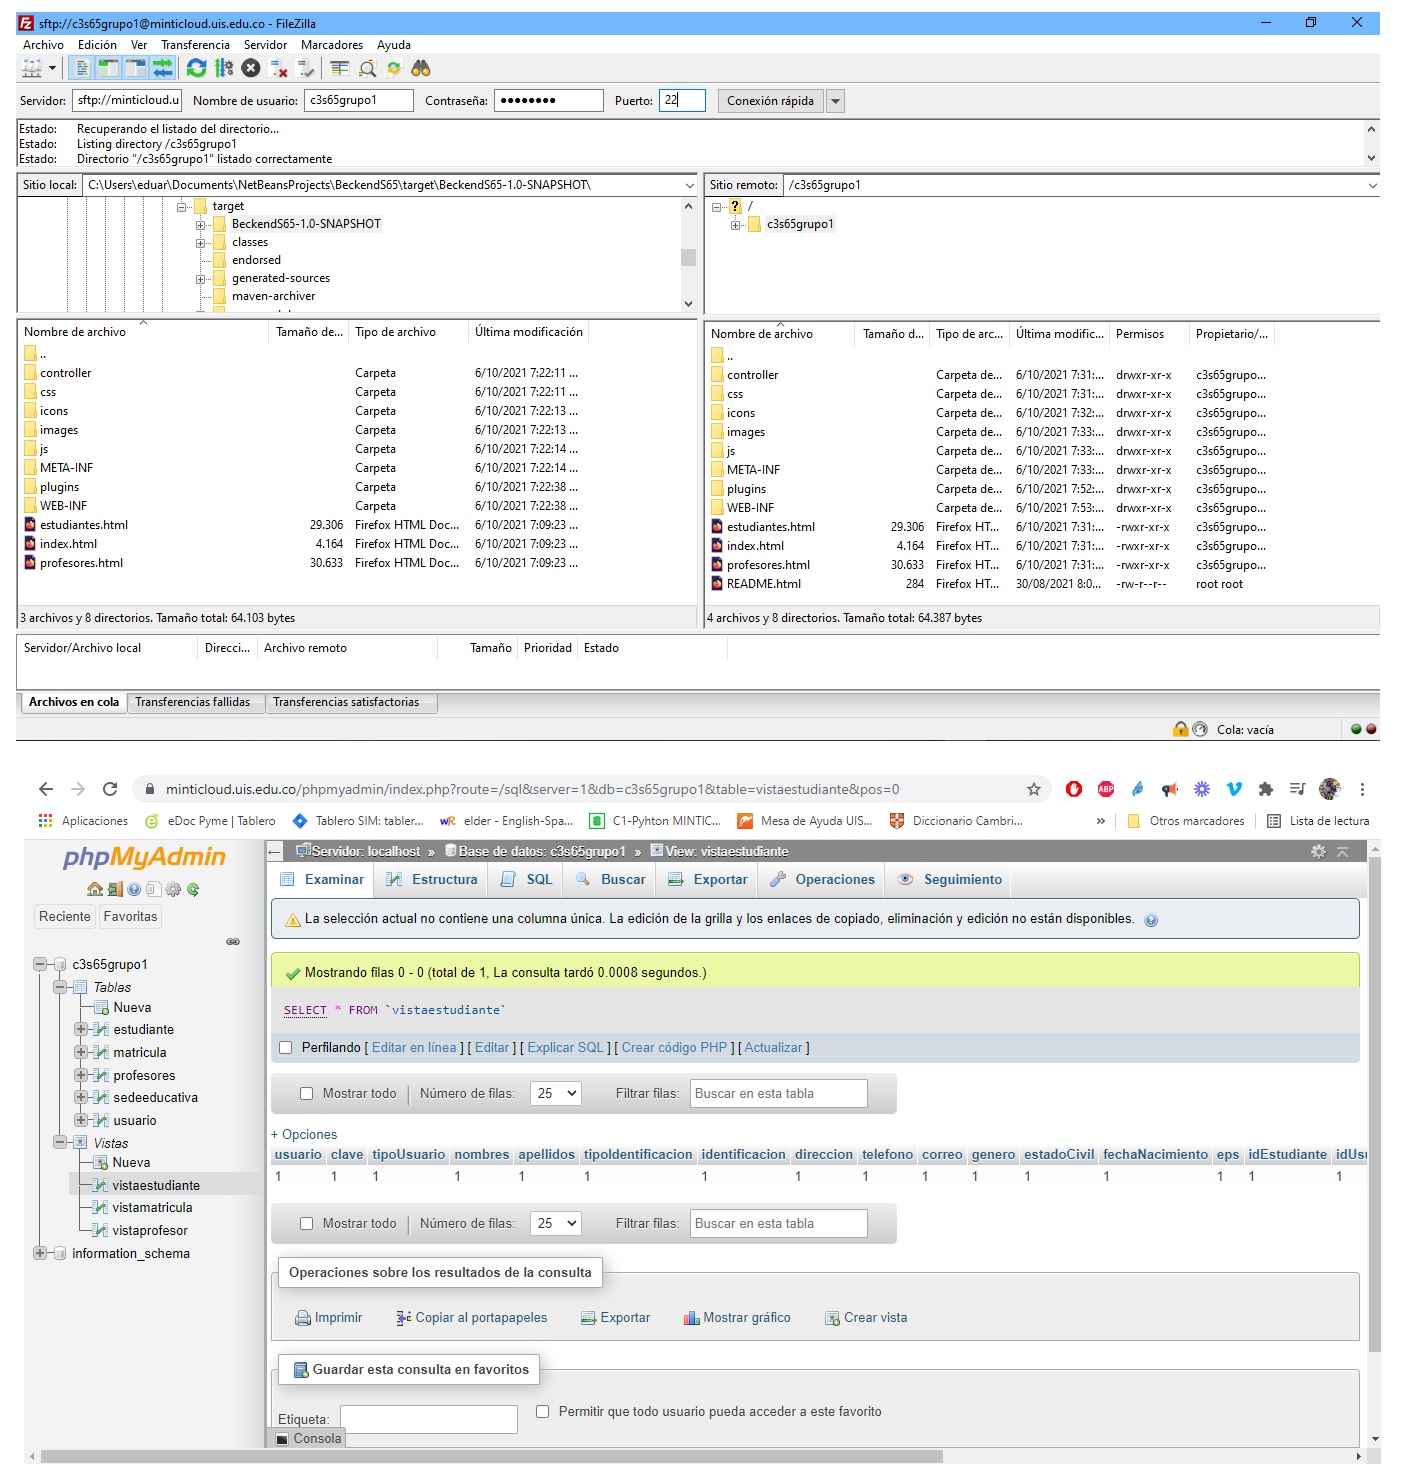 sftp://c3s65grupo1@minticloud.uis.edu.co - FileZilla
Archivo Edición Ver Transferencia Servidor Marcadores Ayuda
Servidor: sftp://minticloud.u Nombre de usuario: c3s65grupo1 Contraseña: ●●●●●●●● Puerto: 22 Conexión rápida
Estado: Recuperando el listado del directorio...
Estado: Listing directory /c3s65grupo1
Estado: Directorio "/c3s65grupo1" listado correctamente
Sitio local: C:\Users\eduar\Documents\NetBeansProjects\BeckendS65\target\BeckendS65-1.0-SNAPSHOT\
target
BeckendS65-1.0-SNAPSHOT
classes
endorsed
generated-sources
maven-archiver
Sitio remoto: /c3s65grupo1
/
c3s65grupo1
Nombre de archivo Tamaño de... Tipo de archivo Última modificación
..
controller Carpeta 6/10/2021 7:22:11 ...
css Carpeta 6/10/2021 7:22:11 ...
icons Carpeta 6/10/2021 7:22:13 ...
images Carpeta 6/10/2021 7:22:13 ...
js Carpeta 6/10/2021 7:22:14 ...
META-INF Carpeta 6/10/2021 7:22:14 ...
plugins Carpeta 6/10/2021 7:22:38 ...
WEB-INF Carpeta 6/10/2021 7:22:38 ...
estudiantes.html 29.306 Firefox HTML Doc... 6/10/2021 7:09:23 ...
index.html 4.164 Firefox HTML Doc... 6/10/2021 7:09:23 ...
profesores.html 30.633 Firefox HTML Doc... 6/10/2021 7:09:23 ...
3 archivos y 8 directorios. Tamaño total: 64.103 bytes
Nombre de archivo Tamaño d... Tipo de arc... Última modific... Permisos Propietario/...
..
controller Carpeta de... 6/10/2021 7:31:... drwxr-xr-x c3s65grupo...
css Carpeta de... 6/10/2021 7:31:... drwxr-xr-x c3s65grupo...
icons Carpeta de... 6/10/2021 7:32:... drwxr-xr-x c3s65grupo...
images Carpeta de... 6/10/2021 7:33:... drwxr-xr-x c3s65grupo...
js Carpeta de... 6/10/2021 7:33:... drwxr-xr-x c3s65grupo...
META-INF Carpeta de... 6/10/2021 7:33:... drwxr-xr-x c3s65grupo...
plugins Carpeta de... 6/10/2021 7:52:... drwxr-xr-x c3s65grupo...
WEB-INF Carpeta de... 6/10/2021 7:53:... drwxr-xr-x c3s65grupo...
estudiantes.html 29.306 Firefox HT... 6/10/2021 7:31:... -rwxr-xr-x c3s65grupo...
index.html 4.164 Firefox HT... 6/10/2021 7:31:... -rwxr-xr-x c3s65grupo...
profesores.html 30.633 Firefox HT... 6/10/2021 7:31:... -rwxr-xr-x c3s65grupo...
README.html 284 Firefox HT... 30/08/2021 8:0... -rw-r--r-- root root
4 archivos y 8 directorios. Tamaño total: 64.387 bytes
Servidor/Archivo local Direcci... Archivo remoto Tamaño Prioridad Estado
Archivos en cola Transferencias fallidas Transferencias satisfactorias
Cola: vacía
minticloud.uis.edu.co/phpmyadmin/index.php?route=/sql&server=1&db=c3s65grupo1&table=vistaestudiante&pos=0
ABP
Aplicaciones eDoc Pyme | Tablero Tablero SIM: tabler... wR elder - English-Spa... C1-Pyhton MINTIC... Mesa de Ayuda UIS... Diccionario Cambri... » Otros marcadores Lista de lectura
phpMyAdmin
Reciente Favoritas
c3s65grupo1
Tablas
Nueva
estudiante
matricula
profesores
sedeeducativa
usuario
Vistas
Nueva
vistaestudiante
vistamatricula
vistaprofesor
information_schema
Servidor: localhost » Base de datos: c3s65grupo1 » View: vistaestudiante
Examinar Estructura SQL Buscar Exportar Operaciones Seguimiento
La selección actual no contiene una columna única. La edición de la grilla y los enlaces de copiado, eliminación y edición no están disponibles.
Mostrando filas 0 - 0 (total de 1, La consulta tardó 0.0008 segundos.)
SELECT * FROM `vistaestudiante`
Perfilando [ Editar en línea ] [ Editar ] [ Explicar SQL ] [ Crear código PHP ] [ Actualizar ]
Mostrar todo | Número de filas: 25 Filtrar filas: Buscar en esta tabla
+ Opciones
usuario clave tipoUsuario nombres apellidos tipoIdentificacion identificacion direccion telefono correo genero estadoCivil fechaNacimiento eps idEstudiante idUsu
1 1 1 1 1 1 1 1 1 1 1 1 1 1 1 1
Mostrar todo | Número de filas: 25 Filtrar filas: Buscar en esta tabla
Operaciones sobre los resultados de la consulta
Imprimir Copiar al portapapeles Exportar Mostrar gráfico Crear vista
Guardar esta consulta en favoritos
Etiqueta: Permitir que todo usuario pueda acceder a este favorito
Consola